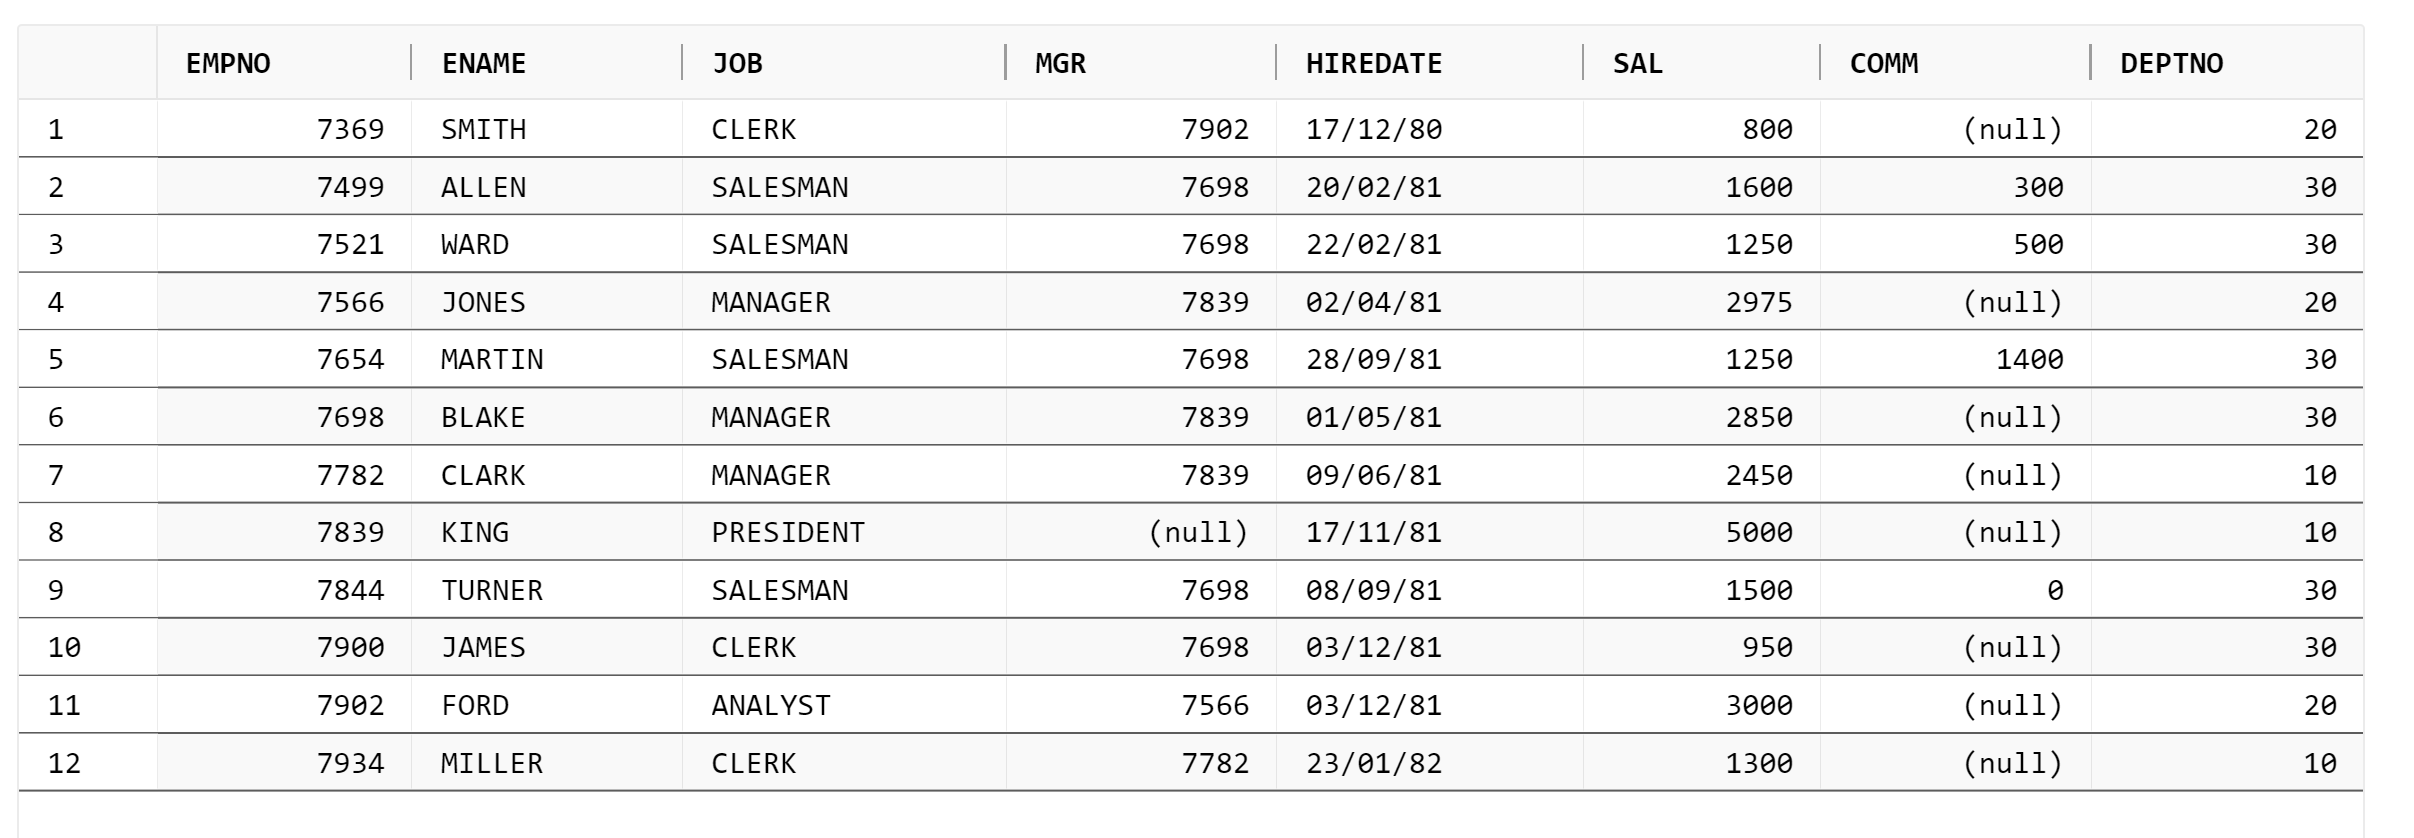 EMPNO ENAME JOB MGR HIREDATE SAL COMM DEPTNO
1 7369 SMITH CLERK 7902 17/12/80 800 (null) 20
2 7499 ALLEN SALESMAN 7698 20/02/81 1600 300 30
3 7521 WARD SALESMAN 7698 22/02/81 1250 500 30
4 7566 JONES MANAGER 7839 02/04/81 2975 (null) 20
5 7654 MARTIN SALESMAN 7698 28/09/81 1250 1400 30
6 7698 BLAKE MANAGER 7839 01/05/81 2850 (null) 30
7 7782 CLARK MANAGER 7839 09/06/81 2450 (null) 10
8 7839 KING PRESIDENT (null) 17/11/81 5000 (null) 10
9 7844 TURNER SALESMAN 7698 08/09/81 1500 0 30
10 7900 JAMES CLERK 7698 03/12/81 950 (null) 30
11 7902 FORD ANALYST 7566 03/12/81 3000 (null) 20
12 7934 MILLER CLERK 7782 23/01/82 1300 (null) 10